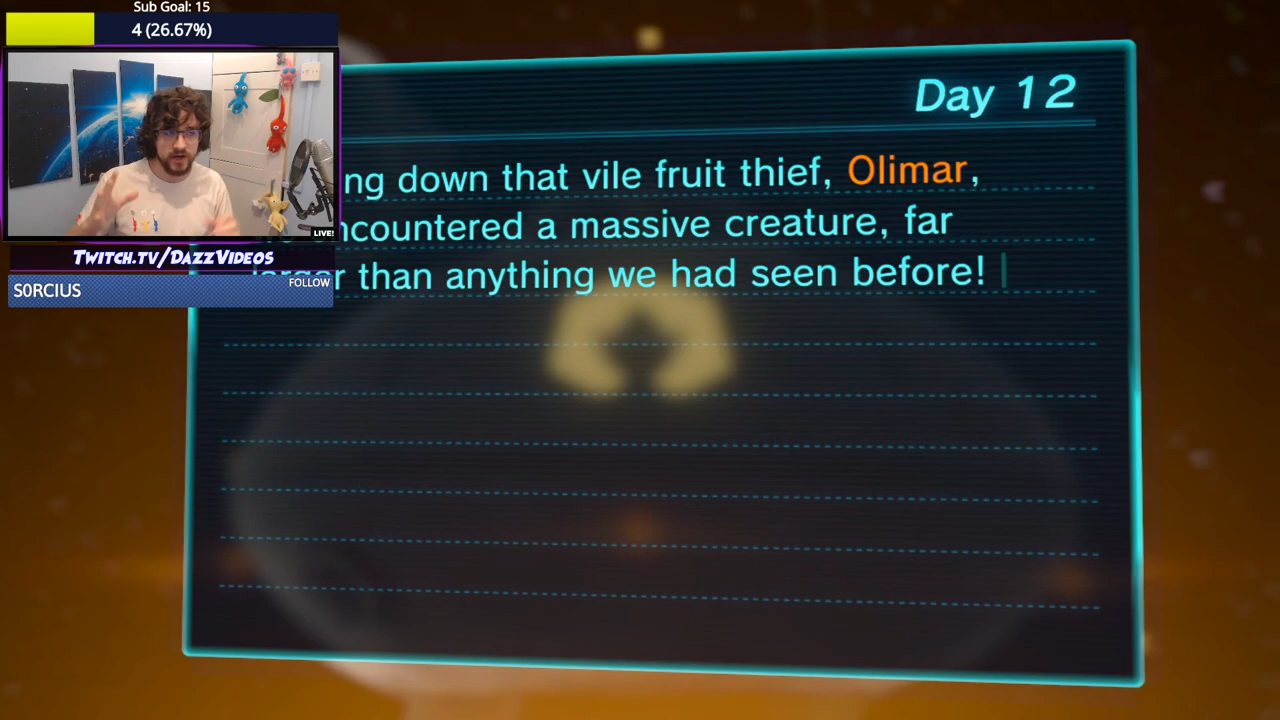 Sub Goal: 15
4 (26.67%)
Day 12
ng down that vile fruit thief, Olimar,
ncountered a massive creature, far
larger than anything we had seen before!
LIVE!
TWITCH.TV/DAZZVIDEOS
S0RCIUS
FOLLOW